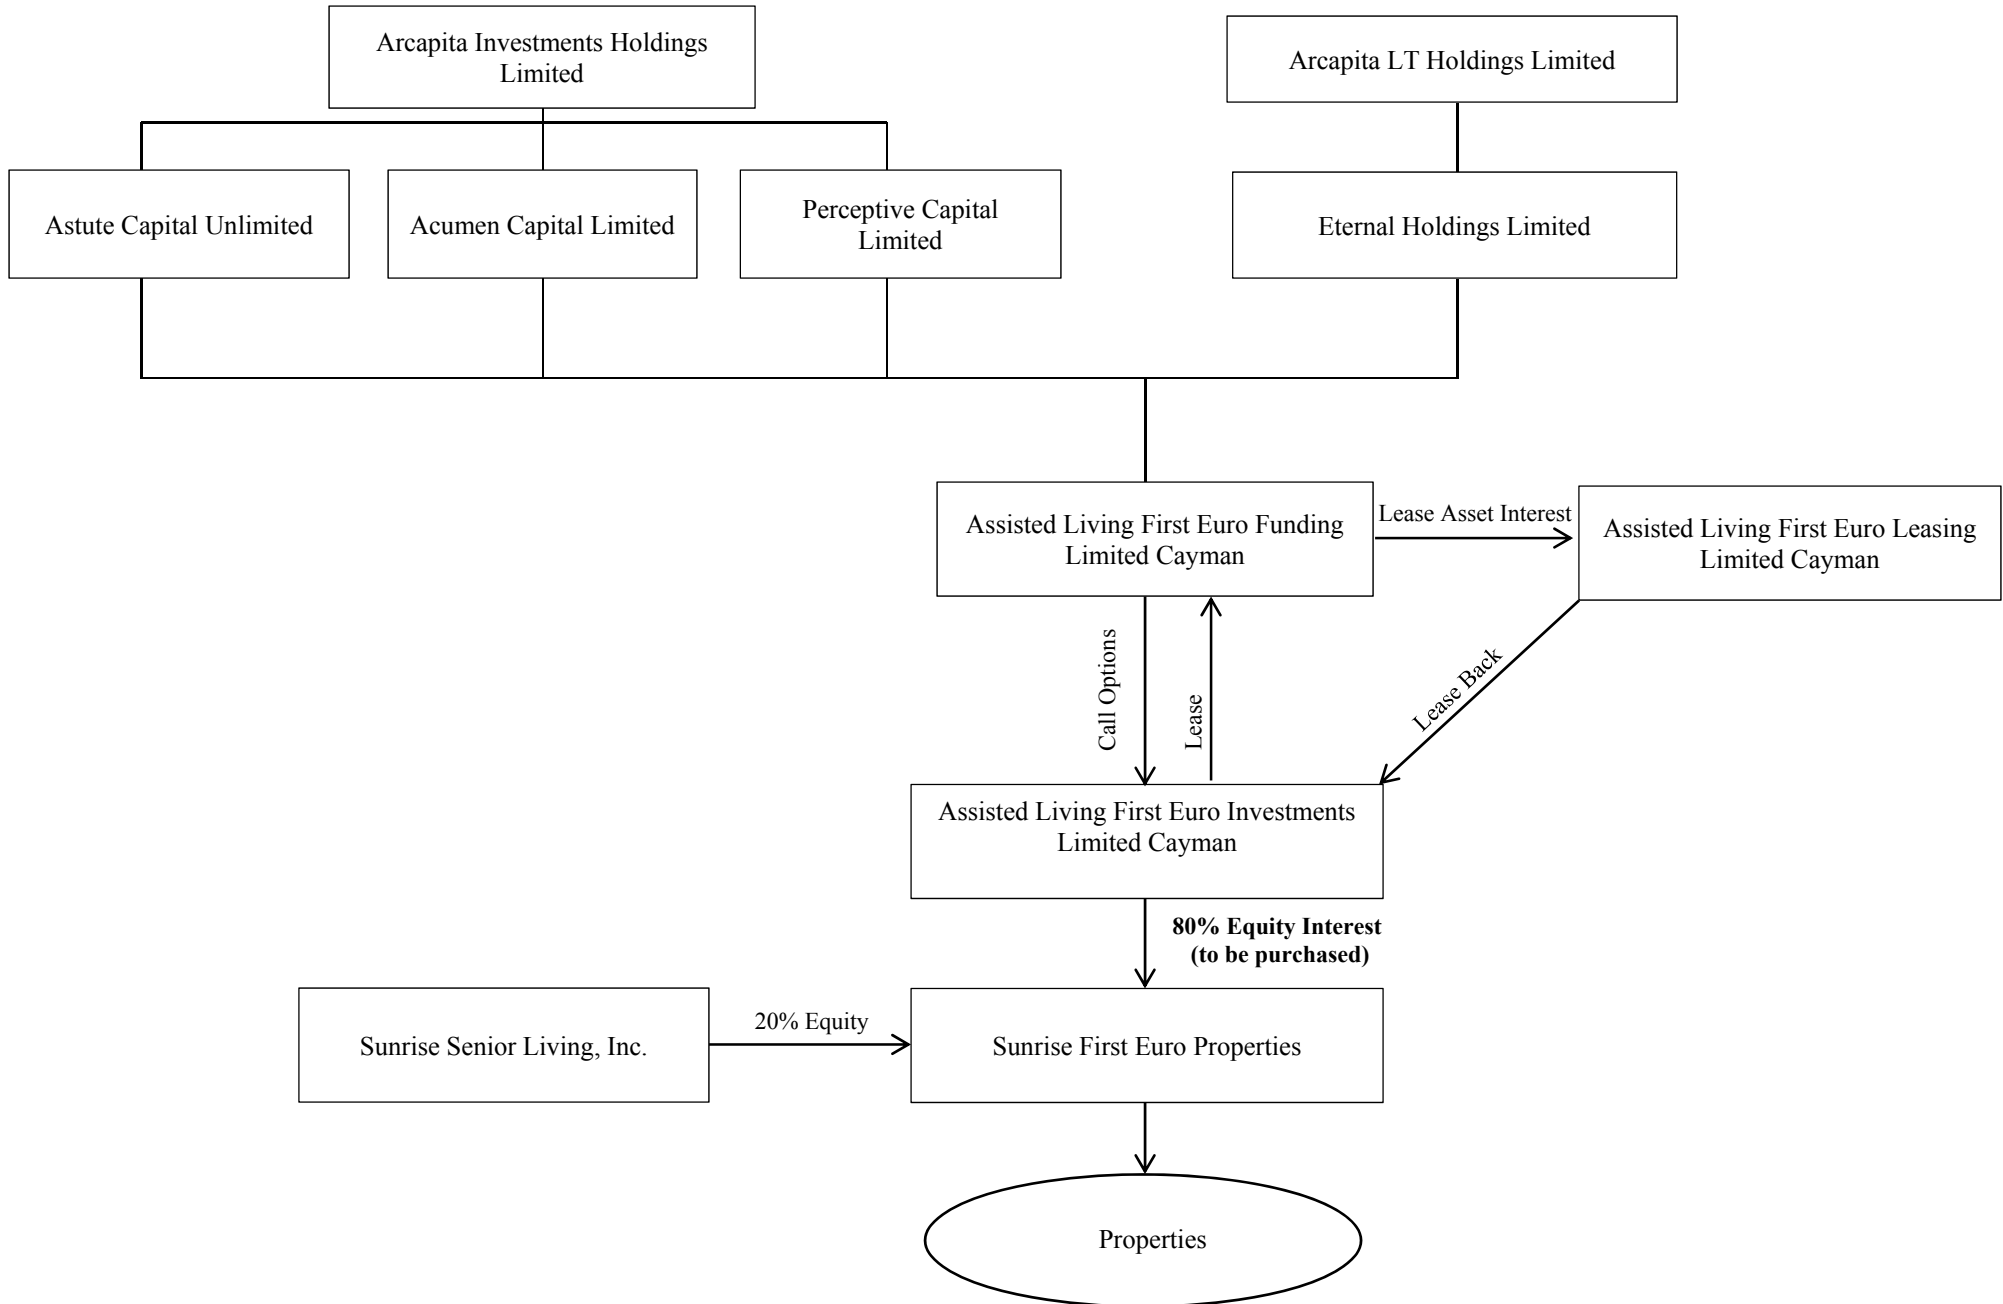 Arcapita Investments Holdings
Limited
Arcapita LT Holdings Limited
Astute Capital Unlimited
Acumen Capital Limited
Perceptive Capital
Limited
Eternal Holdings Limited
Assisted Living First Euro Funding
Limited Cayman
Lease Asset Interest
Assisted Living First Euro Leasing
Limited Cayman
Call Options
Lease
Lease Back
Assisted Living First Euro Investments
Limited Cayman
80% Equity Interest
(to be purchased)
Sunrise Senior Living, Inc.
20% Equity
Sunrise First Euro Properties
Properties